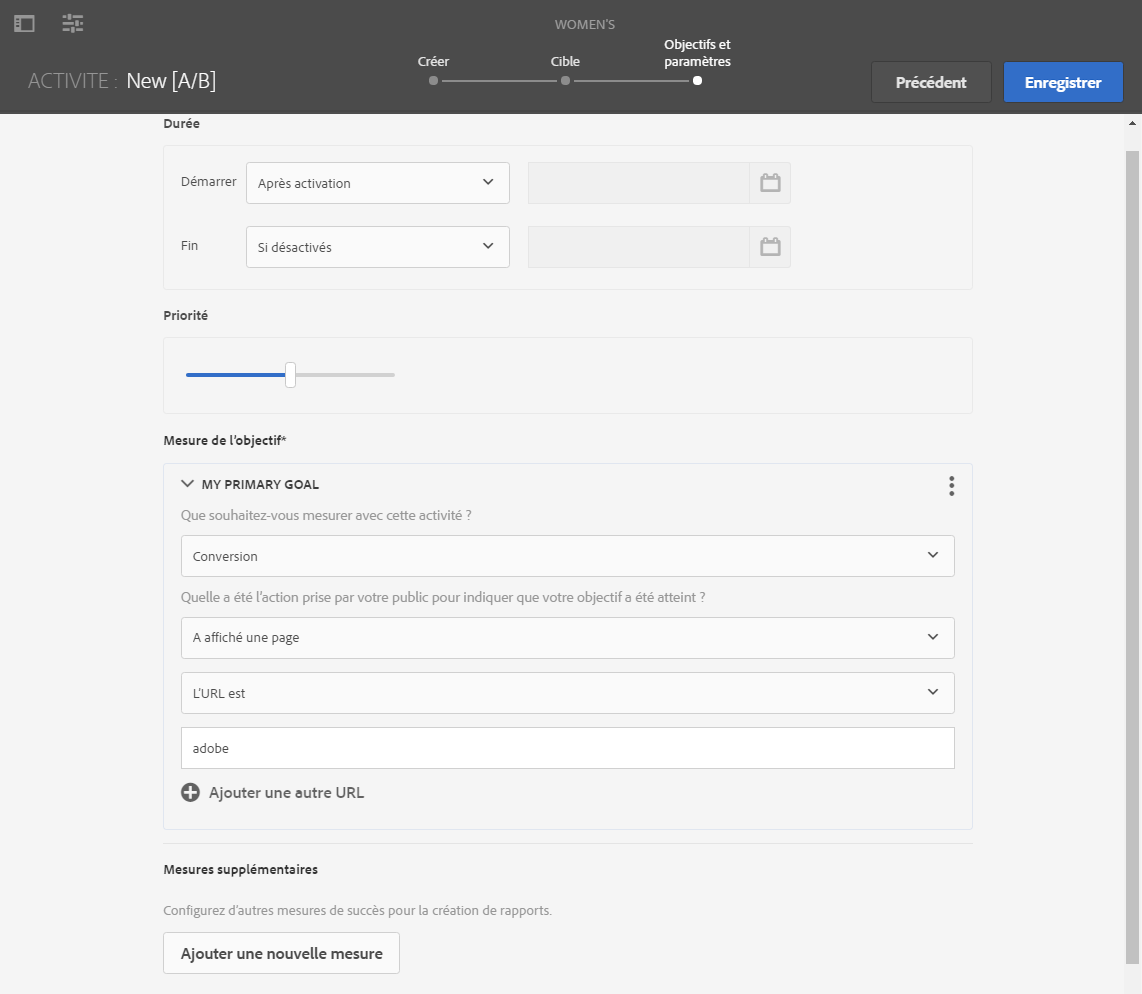 WOMEN'S
Créer
Cible
Objectifs et
paramètres
ACTIVITE : New [A/B]
Précédent
Enregistrer
Durée
Démarrer
Après activation
Fin
Si désactivés
Priorité
Mesure de l'objectif*
MY PRIMARY GOAL
Que souhaitez-vous mesurer avec cette activité ?
Conversion
Quelle a été l'action prise par votre public pour indiquer que votre objectif a été atteint ?
A affiché une page
L'URL est
adobe
Ajouter une autre URL
Mesures supplémentaires
Configurez d'autres mesures de succès pour la création de rapports.
Ajouter une nouvelle mesure